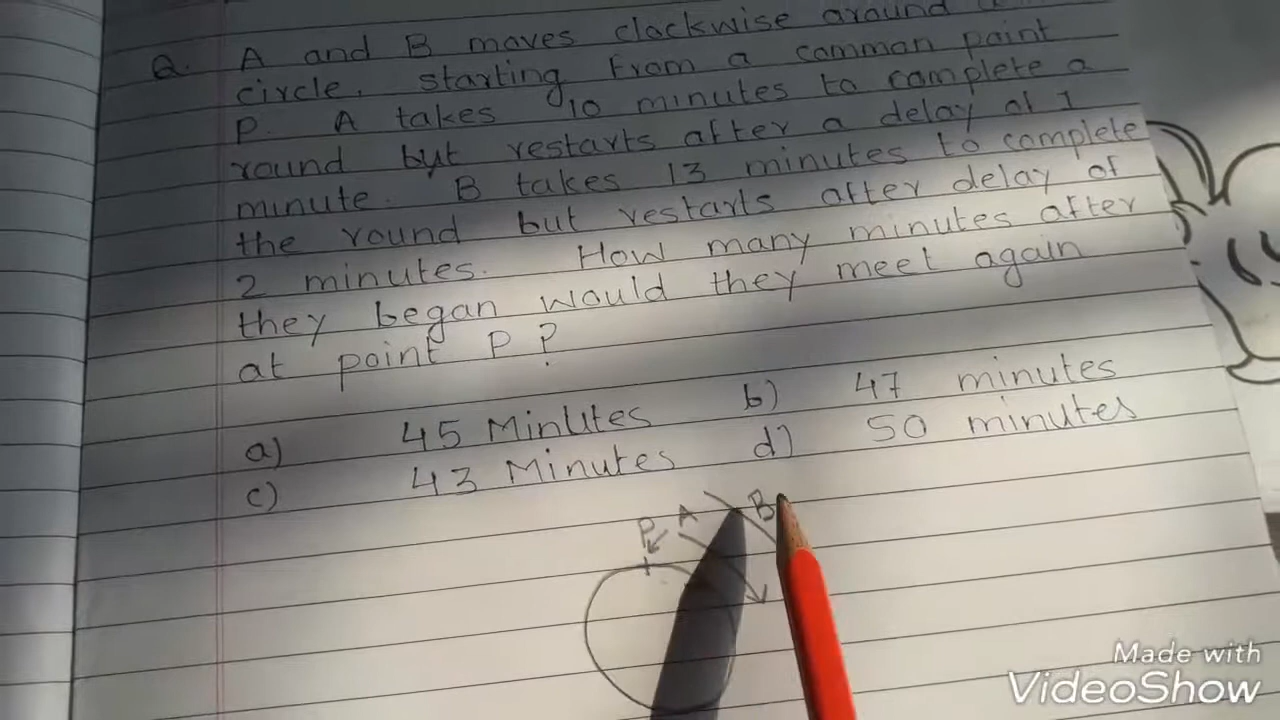 Q. A and B moves clockwise around a
circle. starting from a common point
P. A takes 10 minutes to complete a
round but restarts after a delay of 1
minute. B takes 13 minutes to complete
the round but restarts after delay of
2 minutes. How many minutes after
they began would they meet again
at point P?
a) 45 Minutes b) 47 minutes
c) 43 Minutes d) 50 minutes
P A B
Made with
VideoShow